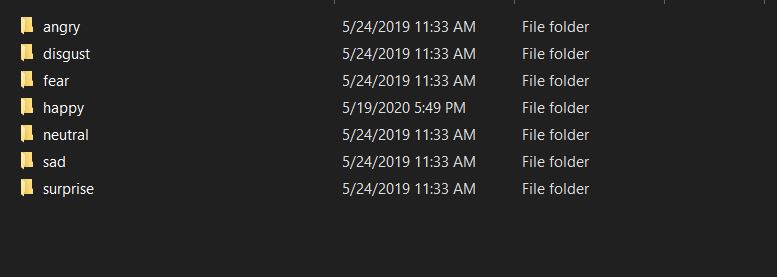 angry 5/24/2019 11:33 AM File folder
disgust 5/24/2019 11:33 AM File folder
fear 5/24/2019 11:33 AM File folder
happy 5/19/2020 5:49 PM File folder
neutral 5/24/2019 11:33 AM File folder
sad 5/24/2019 11:33 AM File folder
surprise 5/24/2019 11:33 AM File folder